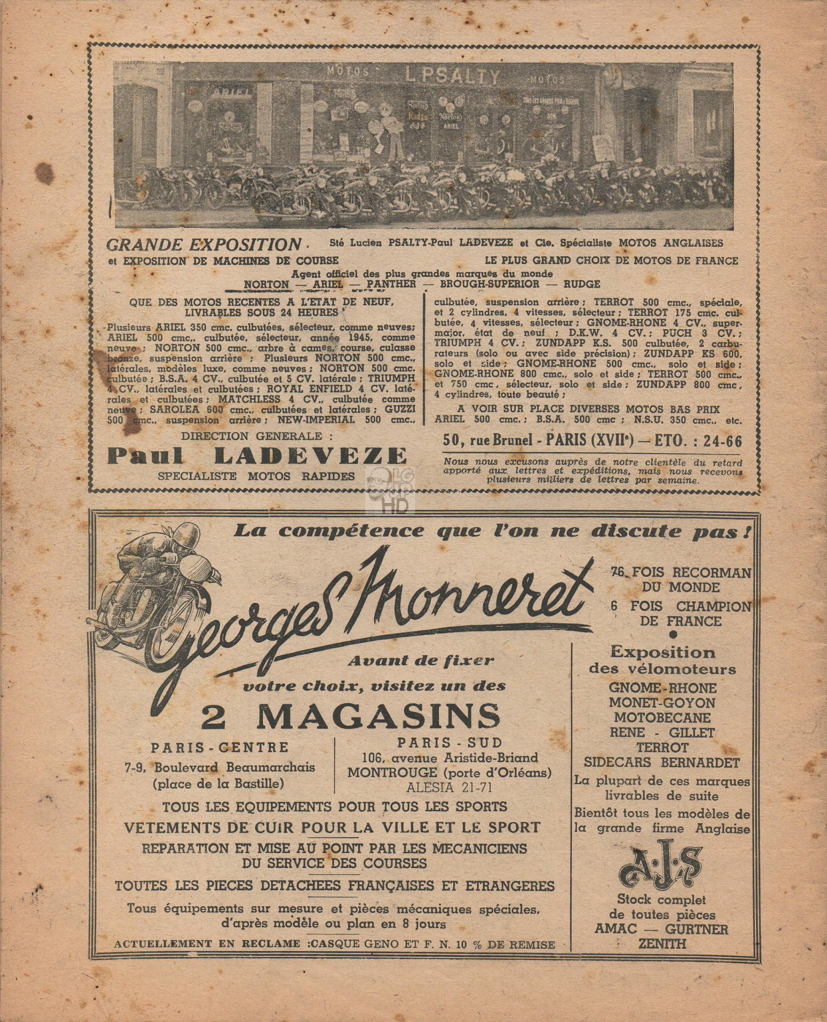 MOTOS L. PSALTY MOTOS
ARIEL
Norton
ARIEL
GRANDE EXPOSITION . Sté Lucien PSALTY-Paul LADEVEZE et Cie. Spécialiste MOTOS ANGLAISES
et EXPOSITION DE MACHINES DE COURSE LE PLUS GRAND CHOIX DE MOTOS DE FRANCE
Agent officiel des plus grandes marques du monde
NORTON — ARIEL — PANTHER — BROUGH-SUPERIOR — RUDGE
QUE DES MOTOS RECENTES A L'ETAT DE NEUF,
LIVRABLES SOUS 24 HEURES
Plusieurs ARIEL 350 cmc. culbutées, sélecteur, comme neuves;
ARIEL 500 cmc., culbutée, sélecteur, année 1945, comme
neuve; NORTON 500 cmc., arbre à cames, course, culasse
bronze, suspension arrière; Plusieurs NORTON 500 cmc.,
latérales, modèles luxe, comme neuves; NORTON 500 cmc.
culbutée; B.S.A. 4 CV., culbutée et 5 CV. latérale; TRIUMPH
4 CV., latérales et culbutées; ROYAL ENFIELD 4 CV. laté-
rales et culbutées; MATCHLESS 4 CV., culbutée comme
neuve; SAROLEA 600 cmc., culbutées et latérales; GUZZI
500 cmc., suspension arrière; NEW-IMPERIAL 500 cmc.,
DIRECTION GENERALE :
Paul LADEVEZE
SPECIALISTE MOTOS RAPIDES
culbutée, suspension arrière; TERROT 500 cmc., spéciale,
et 2 cylindres, 4 vitesses, sélecteur; TERROT 175 cmc. cul-
butée, 4 vitesses, sélecteur; GNOME-RHONE 4 CV., super-
major, état de neuf; D.K.W. 4 CV.; PUCH 3 CV.;
TRIUMPH 4 CV.; ZUNDAPP K.S. 500 culbutée, 2 carbu-
rateurs (solo ou avec side précision); ZUNDAPP KS 600,
solo et side; GNOME-RHONE 500 cmc., solo et side;
GNOME-RHONE 800 cmc., solo et side; TERROT 500 cmc.
et 750 cmc., sélecteur, solo et side; ZUNDAPP 800 cmc,
4 cylindres, toute beauté;
A VOIR SUR PLACE DIVERSES MOTOS BAS PRIX
ARIEL 500 cmc.; B.S.A. 500 cmc; N.S.U. 350 cmc.. etc.
50, rue Brunel - PARIS (XVIIe) — ETO. : 24-66
Nous nous excusons auprès de notre clientèle du retard
apporté aux lettres et expéditions, mais nous recevons
plusieurs milliers de lettres par semaine.
HD
La compétence que l'on ne discute pas !
Georges Monneret
76 FOIS RECORMAN
DU MONDE
6 FOIS CHAMPION
DE FRANCE
Avant de fixer
votre choix, visitez un des
2 MAGASINS
PARIS-CENTRE
7-9, Boulevard Beaumarchais
(place de la Bastille)
PARIS-SUD
106, avenue Aristide-Briand
MONTROUGE (porte d'Orléans)
ALESIA 21-71
TOUS LES EQUIPEMENTS POUR TOUS LES SPORTS
VETEMENTS DE CUIR POUR LA VILLE ET LE SPORT
REPARATION ET MISE AU POINT PAR LES MECANICIENS
DU SERVICE DES COURSES
TOUTES LES PIECES DETACHEES FRANÇAISES ET ETRANGERES
Tous équipements sur mesure et pièces mécaniques spéciales,
d'après modèle ou plan en 8 jours
ACTUELLEMENT EN RECLAME :CASQUE GENO ET F. N. 10 % DE REMISE
Exposition
des vélomoteurs
GNOME-RHONE
MONET-GOYON
MOTOBECANE
RENE - GILLET
TERROT
SIDECARS BERNARDET
La plupart de ces marques
livrables de suite
Bientôt tous les modèles de
la grande firme Anglaise
A.J.S
Stock complet
de toutes pièces
AMAC — GURTNER
ZENITH